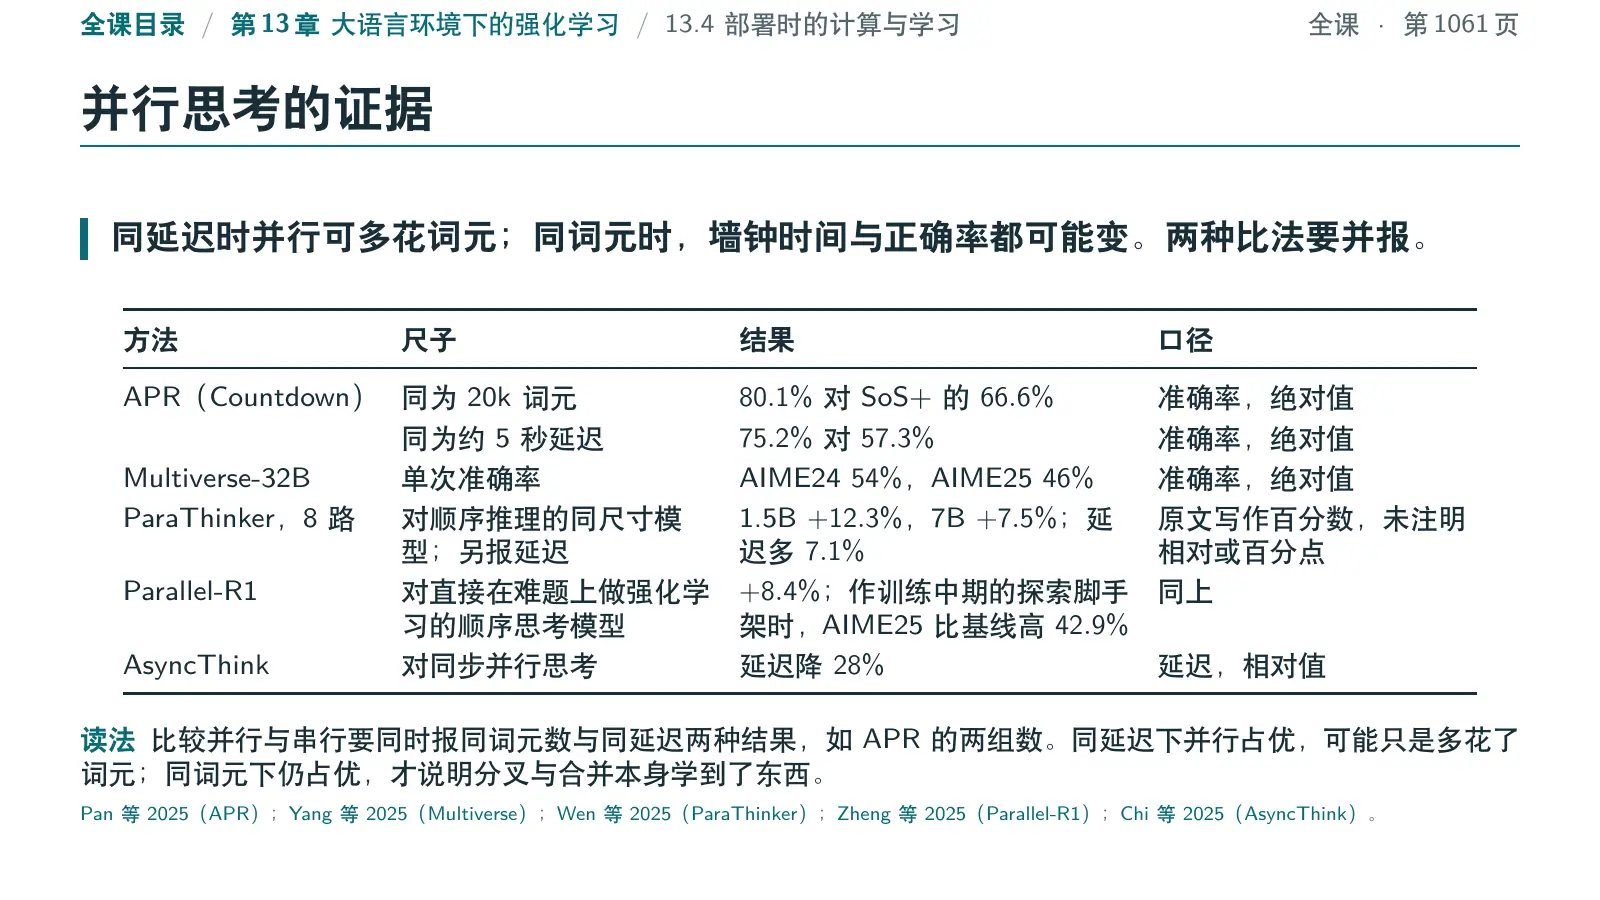 全课目录 / 第13章 大语言环境下的强化学习 / 13.4 部署时的计算与学习
全课 · 第1061页
并行思考的证据
同延迟时并行可多花词元；同词元时，墙钟时间与正确率都可能变。两种比法要并报。
方法 尺子 结果 口径
APR（Countdown） 同为 20k 词元 80.1% 对 SoS+ 的 66.6% 准确率，绝对值
同为约 5 秒延迟 75.2% 对 57.3% 准确率，绝对值
Multiverse-32B 单次准确率 AIME24 54%，AIME25 46% 准确率，绝对值
ParaThinker，8 路 对顺序推理的同尺寸模 1.5B +12.3%，7B +7.5%；延 原文写作百分数，未注明
型；另报延迟 迟多 7.1% 相对或百分点
Parallel-R1 对直接在难题上做强化学 +8.4%；作训练中期的探索脚手 同上
习的顺序思考模型 架时，AIME25 比基线高 42.9%
AsyncThink 对同步并行思考 延迟降 28% 延迟，相对值
读法 比较并行与串行要同时报同词元数与同延迟两种结果，如 APR 的两组数。同延迟下并行占优，可能只是多花了
词元；同词元下仍占优，才说明分叉与合并本身学到了东西。
Pan 等 2025（APR）；Yang 等 2025（Multiverse）；Wen 等 2025（ParaThinker）；Zheng 等 2025（Parallel-R1）；Chi 等 2025（AsyncThink）。